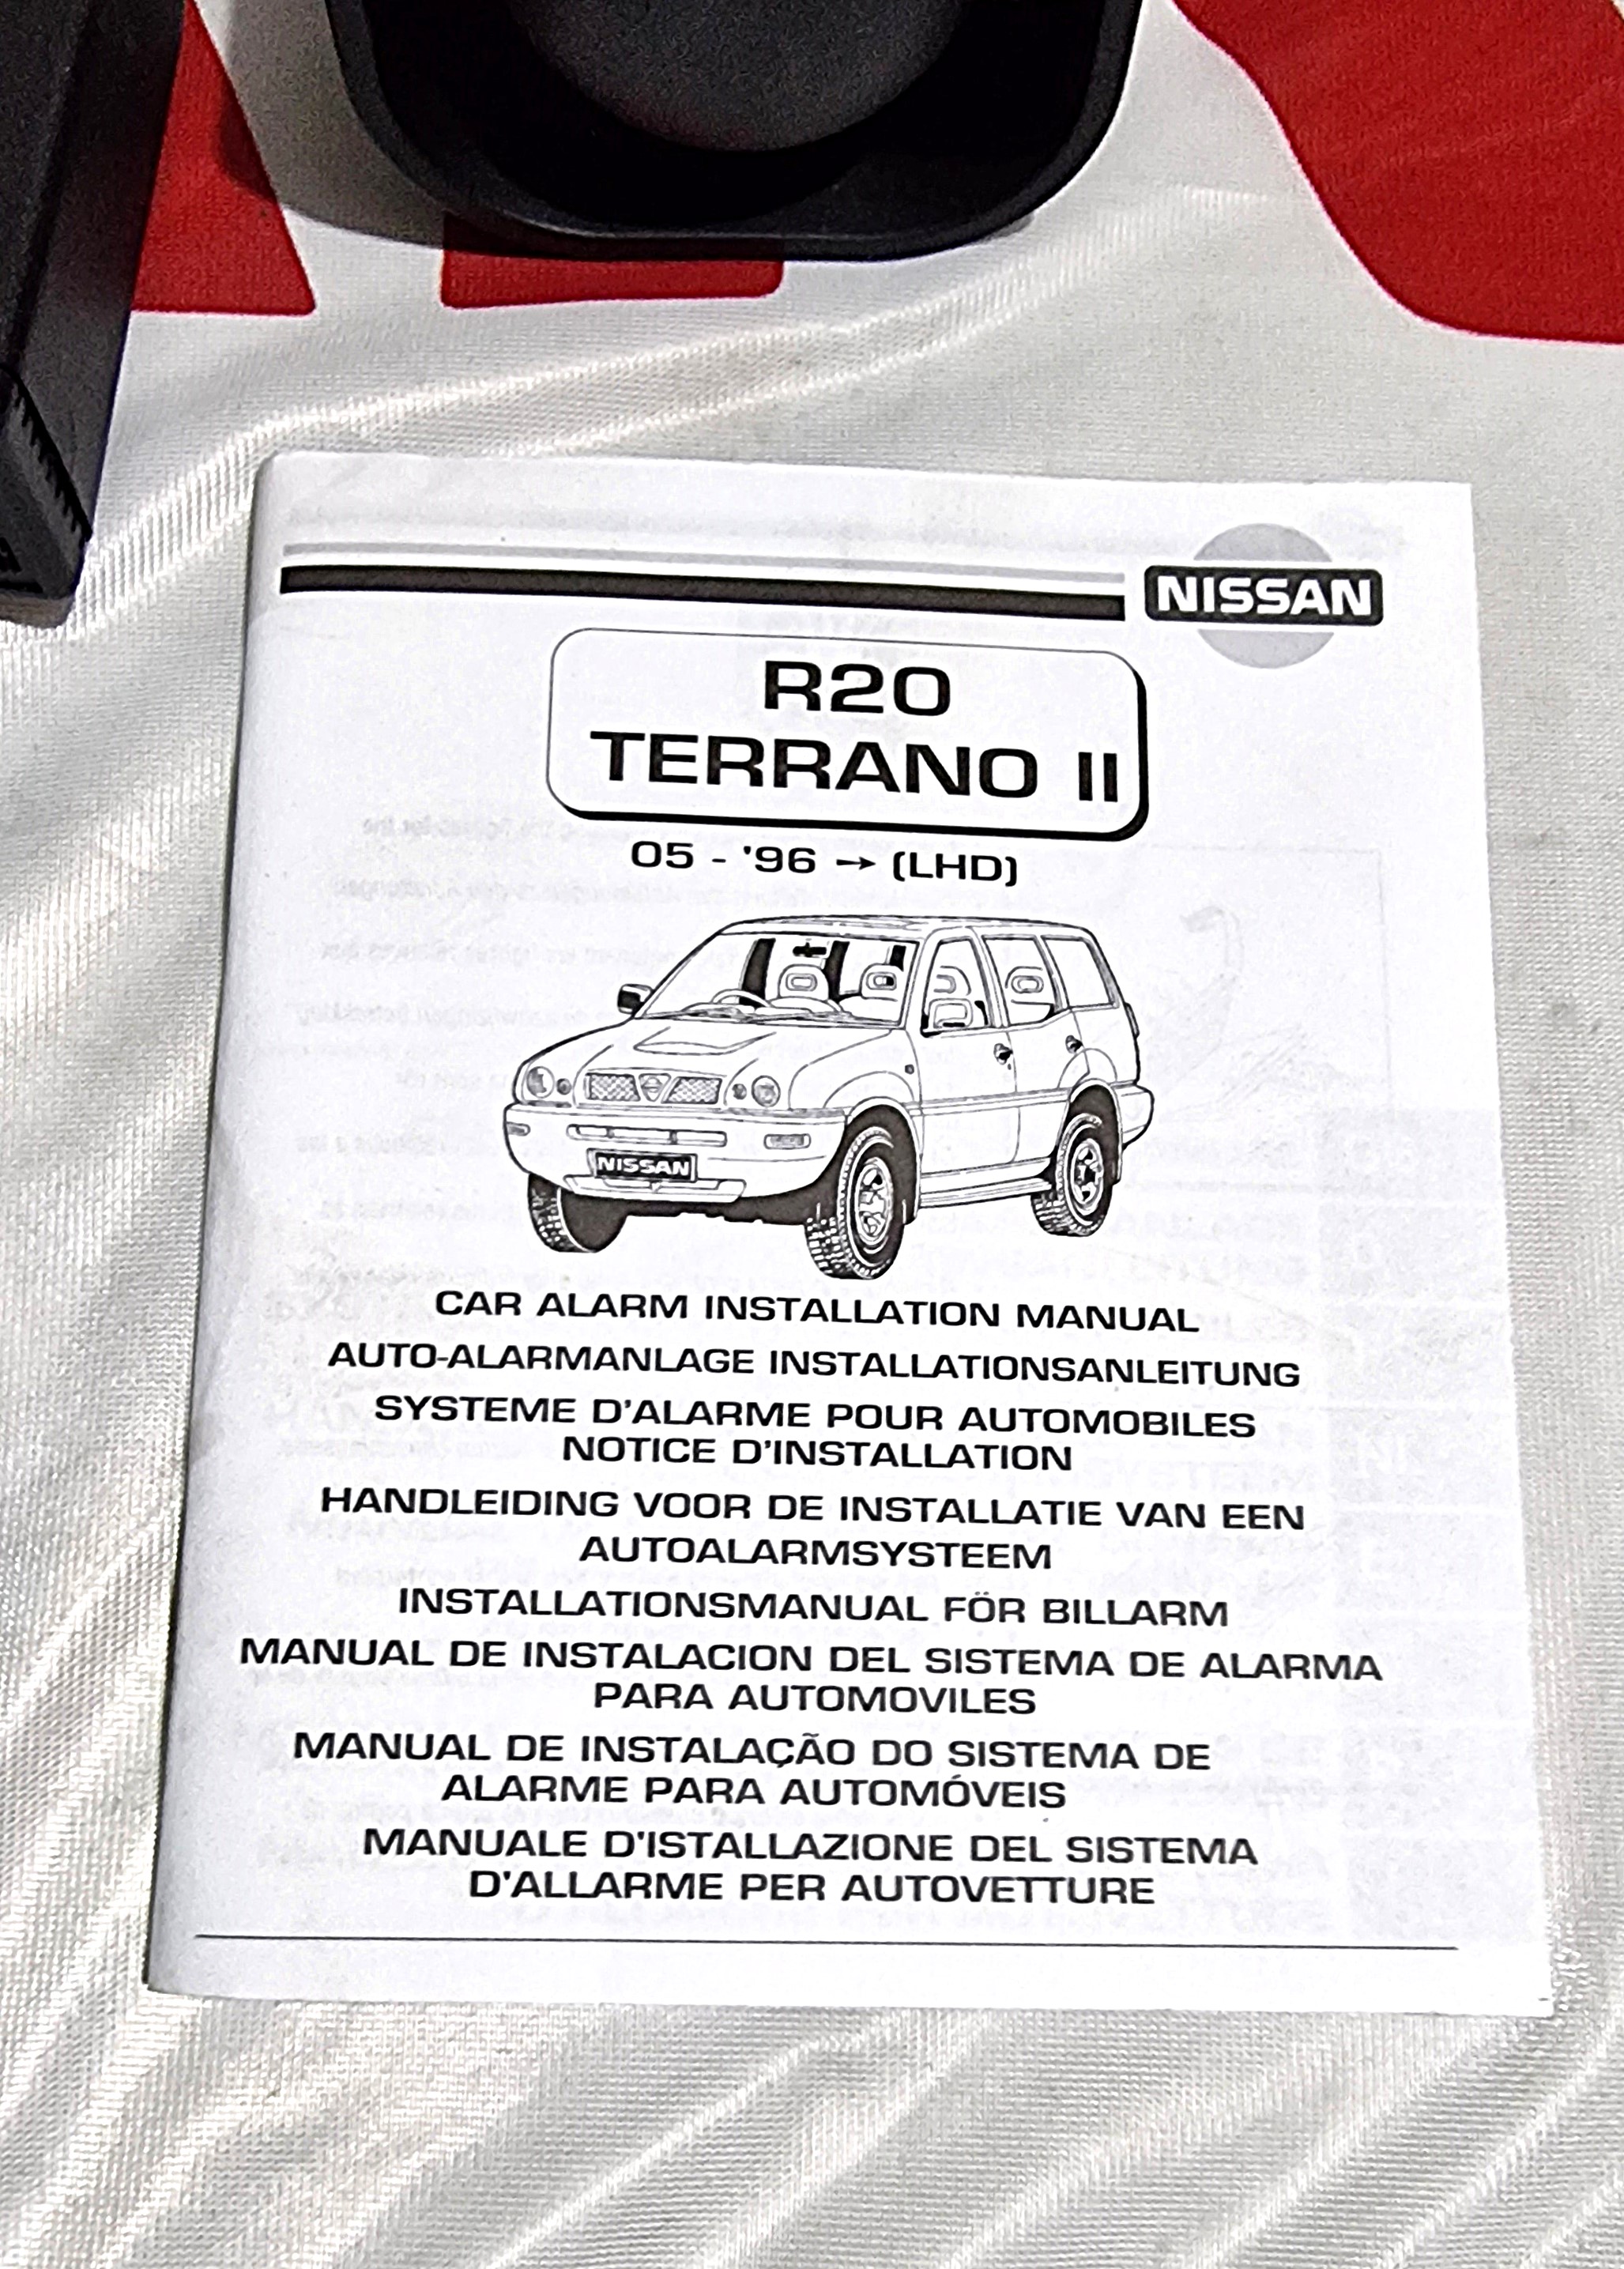 NISSAN
R20
TERRANO II
05 - '96 → (LHD)
NISSAN
CAR ALARM INSTALLATION MANUAL
AUTO-ALARMANLAGE INSTALLATIONSANLEITUNG
SYSTEME D'ALARME POUR AUTOMOBILES
NOTICE D'INSTALLATION
HANDLEIDING VOOR DE INSTALLATIE VAN EEN
AUTOALARMSYSTEEM
INSTALLATIONSMANUAL FÖR BILLARM
MANUAL DE INSTALACION DEL SISTEMA DE ALARMA
PARA AUTOMOVILES
MANUAL DE INSTALAÇÃO DO SISTEMA DE
ALARME PARA AUTOMÓVEIS
MANUALE D'ISTALLAZIONE DEL SISTEMA
D'ALLARME PER AUTOVETTURE